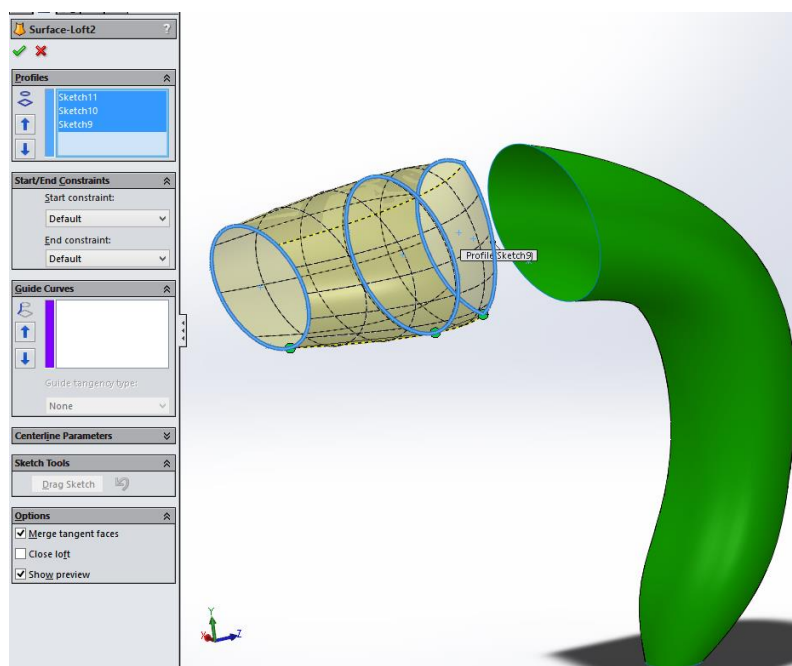 Surface-Loft2
?
Profiles
Sketch11
Sketch10
Sketch9
Start/End Constraints
Start constraint:
Default
End constraint:
Default
Guide Curves
Guide tangency type:
None
Centerline Parameters
Sketch Tools
Drag Sketch
Options
Merge tangent faces
Close loft
Show preview
Profile(Sketch9)
Y
X
Z